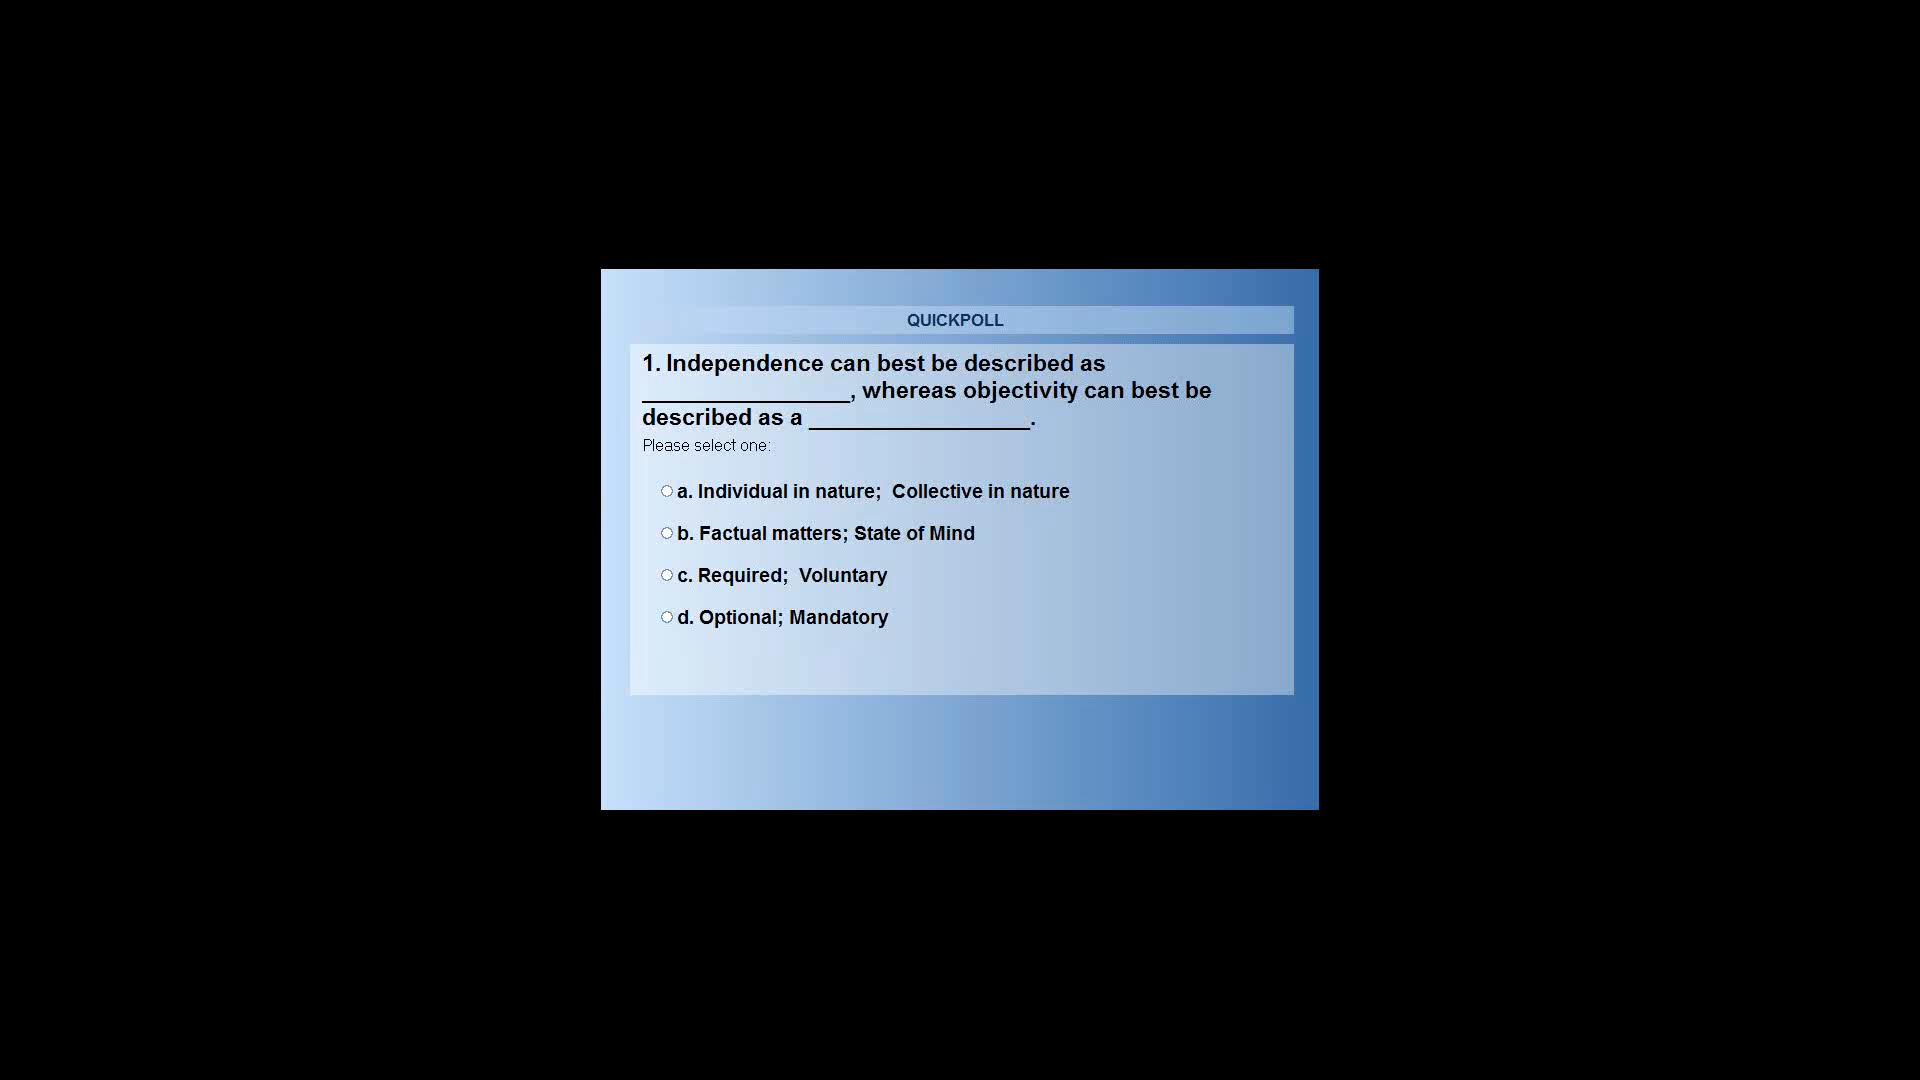 QUICKPOLL
1. Independence can best be described as
_________________, whereas objectivity can best be
described as a __________________.
Please select one:
a. Individual in nature;  Collective in nature
b. Factual matters; State of Mind
c. Required;  Voluntary
d. Optional; Mandatory